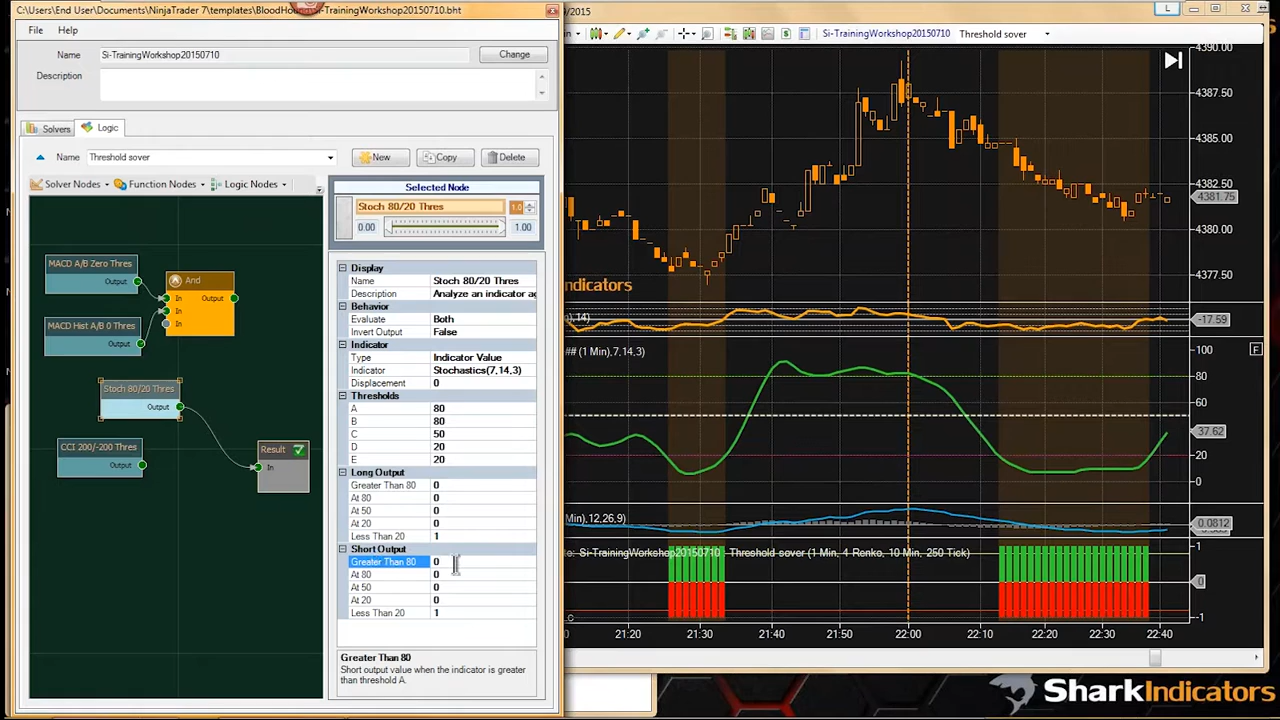 C:\Users\End User\Documents\NinjaTrader 7\templates\BloodHou
i-TrainingWorkshop20150710.bht
File Help
Name Si-TrainingWorkshop20150710 Change
Description
Solvers Logic
Name Threshold sover New Copy Delete
Solver Nodes Function Nodes Logic Nodes
MACD A/B Zero Thres
Output
MACD Hist A/B 0 Thres
Output
And
In Output
In
In
Stoch 80/20 Thres
Output
CCI 200/-200 Thres
Output
Result
In
Selected Node
Stoch 80/20 Thres 1.0
0.00 1.00
Display
Name Stoch 80/20 Thres
Description Analyze an indicator ag
Behavior
Evaluate Both
Invert Output False
Indicator
Type Indicator Value
Indicator Stochastics(7,14,3)
Displacement 0
Thresholds
A 80
B 80
C 50
D 20
E 20
Long Output
Greater Than 80 0
At 80 0
At 50 0
At 20 0
Less Than 20 1
Short Output
Greater Than 80 0
At 80 0
At 50 0
At 20 0
Less Than 20 1
Greater Than 80
Short output value when the indicator is greater
than threshold A.
9/2015
L
Si-TrainingWorkshop20150710 Threshold sover
4390.00
4387.50
4385.00
4382.50
4381.75
4380.00
4377.50
ndicators
),14)
-17.59
## (1 Min),7,14,3)
F
100
80
60
37.62
20
0
Min),12,26,9)
0.0812
to: Si-TrainingWorkshop20150710 Threshold sover (1 Min, 4 Renko, 10 Min, 250 Tick)
1
0
-1
21:20 21:30 21:40 21:50 22:00 22:10 22:20 22:30 22:40
SharkIndicators